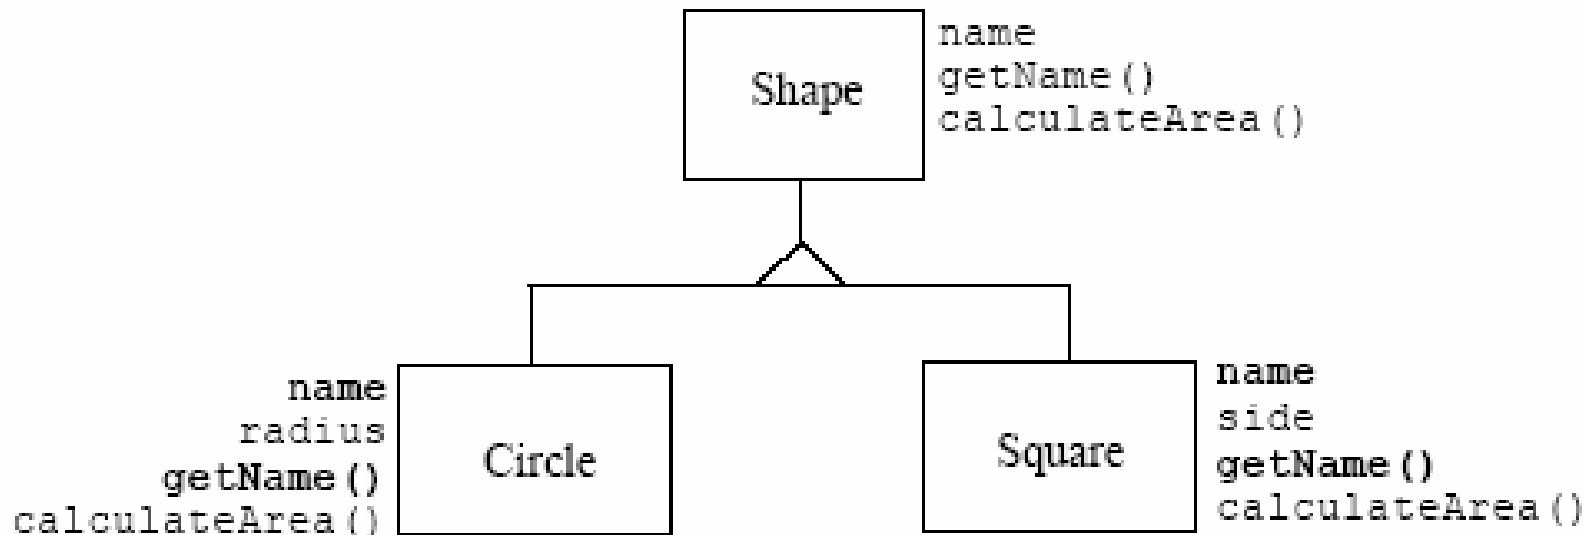 Shape
name
getName()
calculateArea()
name
radius
getName()
calculateArea()
Circle
Square
name
side
getName()
calculateArea()